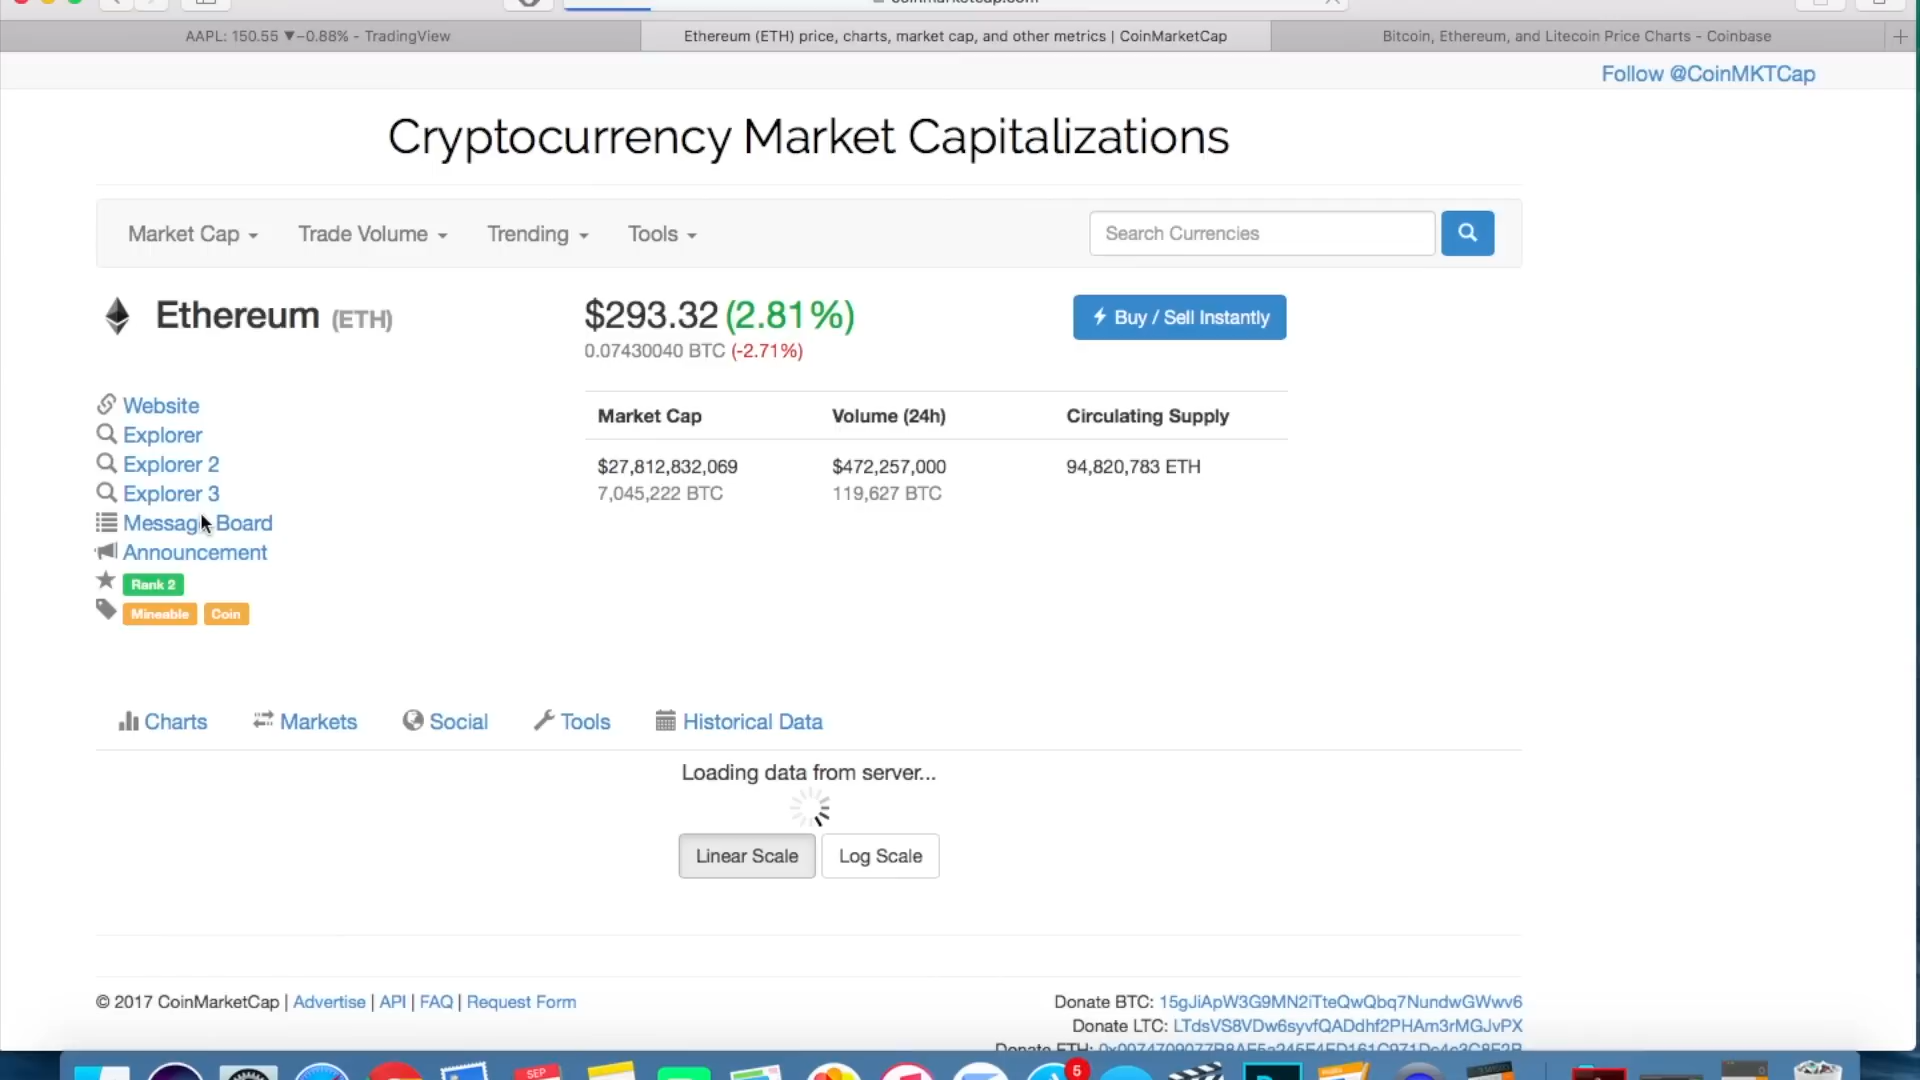 coinmarketcap.com
AAPL: 150.55 ▼−0.88% - TradingView
Ethereum (ETH) price, charts, market cap, and other metrics | CoinMarketCap
Bitcoin, Ethereum, and Litecoin Price Charts - Coinbase
Follow @CoinMKTCap
Cryptocurrency Market Capitalizations
Market Cap
Trade Volume
Trending
Tools
Search Currencies
Ethereum (ETH)
$293.32 (2.81%)
0.07430040 BTC (-2.71%)
Buy / Sell Instantly
Website
Explorer
Explorer 2
Explorer 3
Message Board
Announcement
Rank 2
Mineable Coin
Market Cap
Volume (24h)
Circulating Supply
$27,812,832,069
$472,257,000
94,820,783 ETH
7,045,222 BTC
119,627 BTC
Charts
Markets
Social
Tools
Historical Data
Loading data from server...
Linear Scale
Log Scale
© 2017 CoinMarketCap | Advertise | API | FAQ | Request Form
Donate BTC: 15gJiApW3G9MN2iTteQwQbq7NundwGWwv6
Donate LTC: LTdsVS8VDw6syvfQADdhf2PHAm3rMGJvPX
Donate ETH:
SEP
5